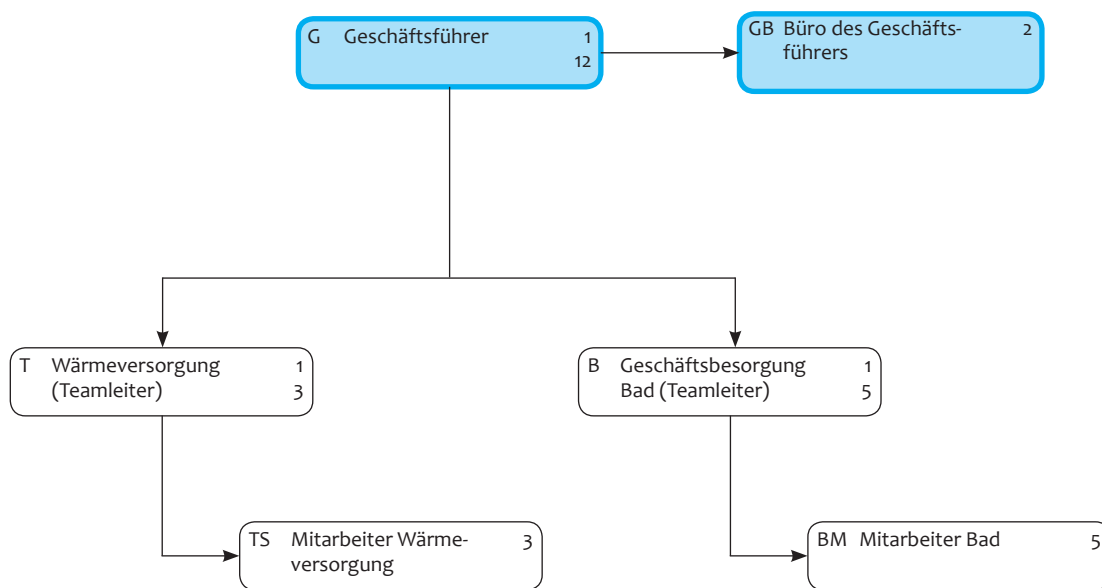 G Geschäftsführer 1
12
GB Büro des Geschäfts- 2
führers
T Wärmeversorgung 1
(Teamleiter) 3
B Geschäftsbesorgung 1
Bad (Teamleiter) 5
TS Mitarbeiter Wärme- 3
versorgung
BM Mitarbeiter Bad 5